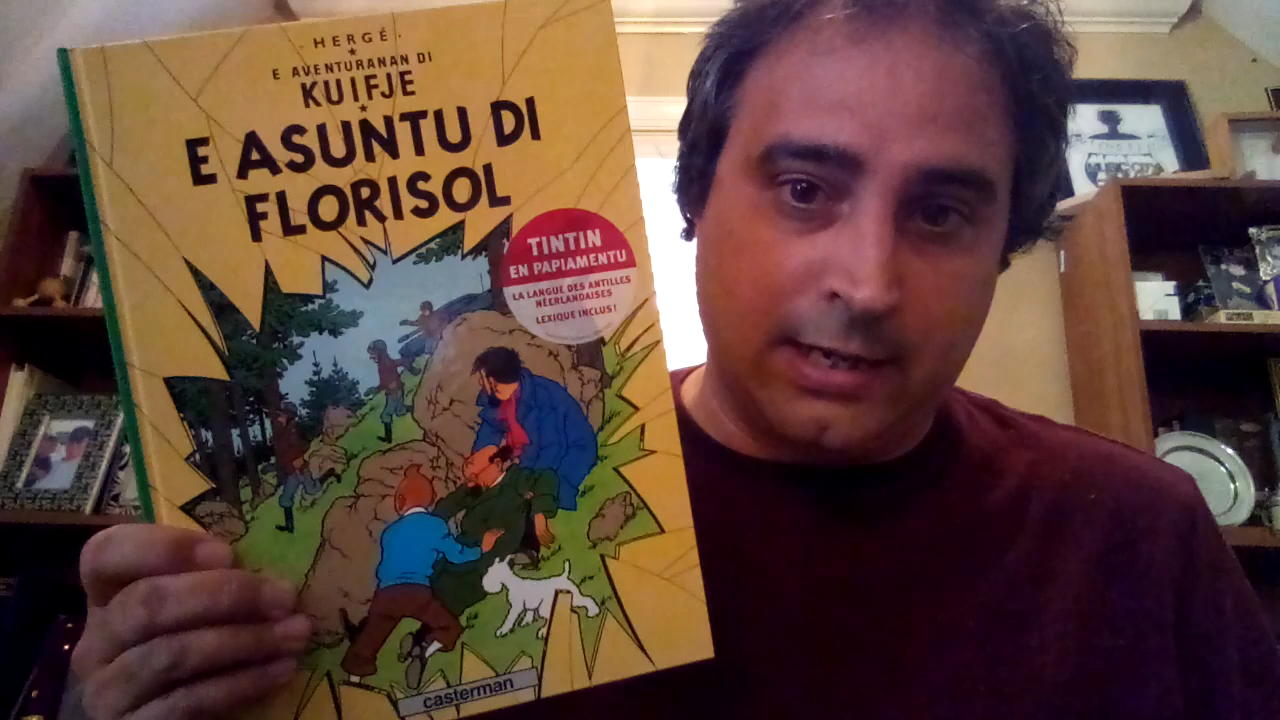 · HERGÉ ·
E AVENTURANAN DI
KUIFJE
E ASUNTU DI
FLORISOL
TINTIN
EN PAPIAMENTU
LA LANGUE DES ANTILLES
NÉERLANDAISES
LEXIQUE INCLUS!
casterman